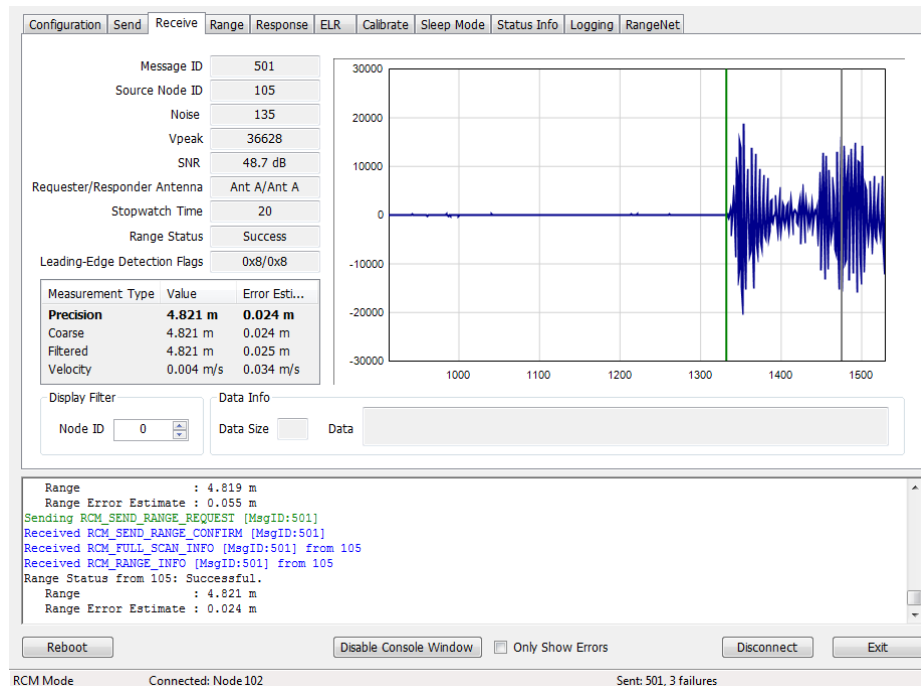 Configuration Send Receive Range Response ELR Calibrate Sleep Mode Status Info Logging RangeNet
Message ID 501
Source Node ID 105
Noise 135
Vpeak 36628
SNR 48.7 dB
Requester/Responder Antenna Ant A/Ant A
Stopwatch Time 20
Range Status Success
Leading-Edge Detection Flags 0x8/0x8
Measurement Type Value Error Esti...
Precision 4.821 m 0.024 m
Coarse 4.821 m 0.024 m
Filtered 4.821 m 0.025 m
Velocity 0.004 m/s 0.034 m/s
30000
20000
10000
0
-10000
-20000
-30000
1000 1100 1200 1300 1400 1500
Display Filter
Node ID 0
Data Info
Data Size Data
Range : 4.819 m
Range Error Estimate : 0.055 m
Sending RCM_SEND_RANGE_REQUEST [MsgID:501]
Received RCM_SEND_RANGE_CONFIRM [MsgID:501]
Received RCM_FULL_SCAN_INFO [MsgID:501] from 105
Received RCM_RANGE_INFO [MsgID:501] from 105
Range Status from 105: Successful.
Range : 4.821 m
Range Error Estimate : 0.024 m
Reboot Disable Console Window Only Show Errors Disconnect Exit
RCM Mode Connected: Node 102 Sent: 501, 3 failures